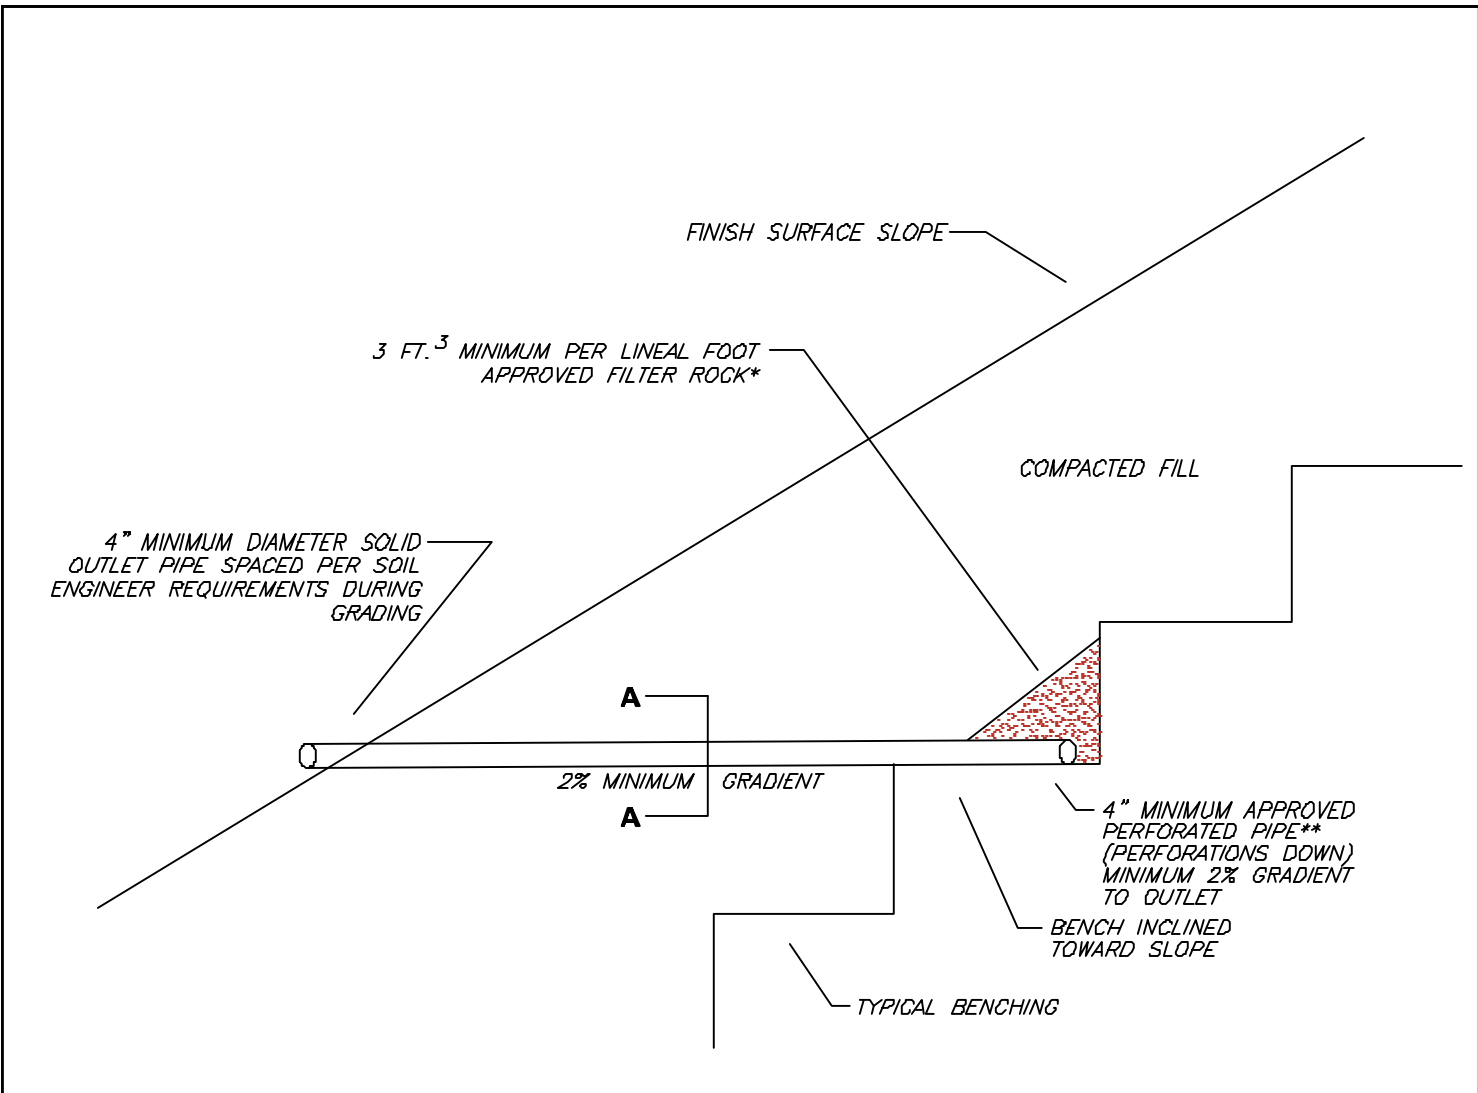 FINISH SURFACE SLOPE
3 FT.³ MINIMUM PER LINEAL FOOT
APPROVED FILTER ROCK*
COMPACTED FILL
4" MINIMUM DIAMETER SOLID
OUTLET PIPE SPACED PER SOIL
ENGINEER REQUIREMENTS DURING
GRADING
A
2% MINIMUM GRADIENT
A
4" MINIMUM APPROVED
PERFORATED PIPE**
(PERFORATIONS DOWN)
MINIMUM 2% GRADIENT
TO OUTLET
BENCH INCLINED
TOWARD SLOPE
TYPICAL BENCHING